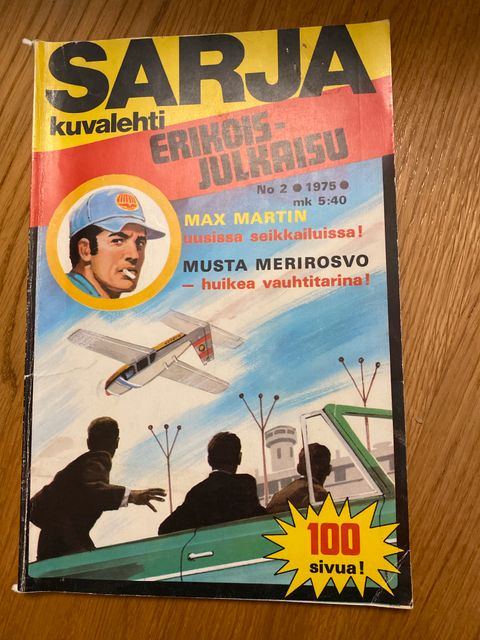 SARJA
kuvalehti
ERIKOIS-
JULKAISU
No 2 ● 1975 ●
mk 5:40
MAX MARTIN
uusissa seikkailuissa!
MUSTA MERIROSVO
— huikea vauhtitarina!
100
sivua!